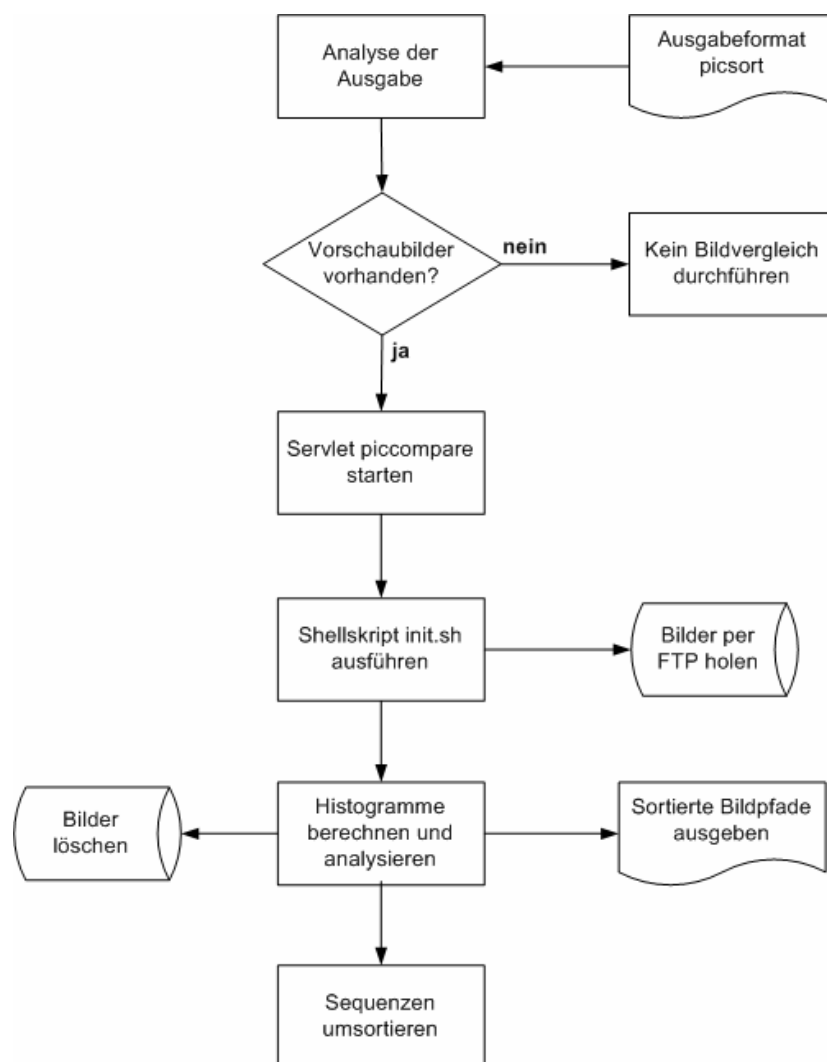 Analyse der
Ausgabe
Ausgabeformat
picsort
Vorschaubilder
vorhanden?
nein
Kein Bildvergleich
durchführen
ja
Servlet piccompare
starten
Shellskript init.sh
ausführen
Bilder per
FTP holen
Bilder
löschen
Histogramme
berechnen und
analysieren
Sortierte Bildpfade
ausgeben
Sequenzen
umsortieren